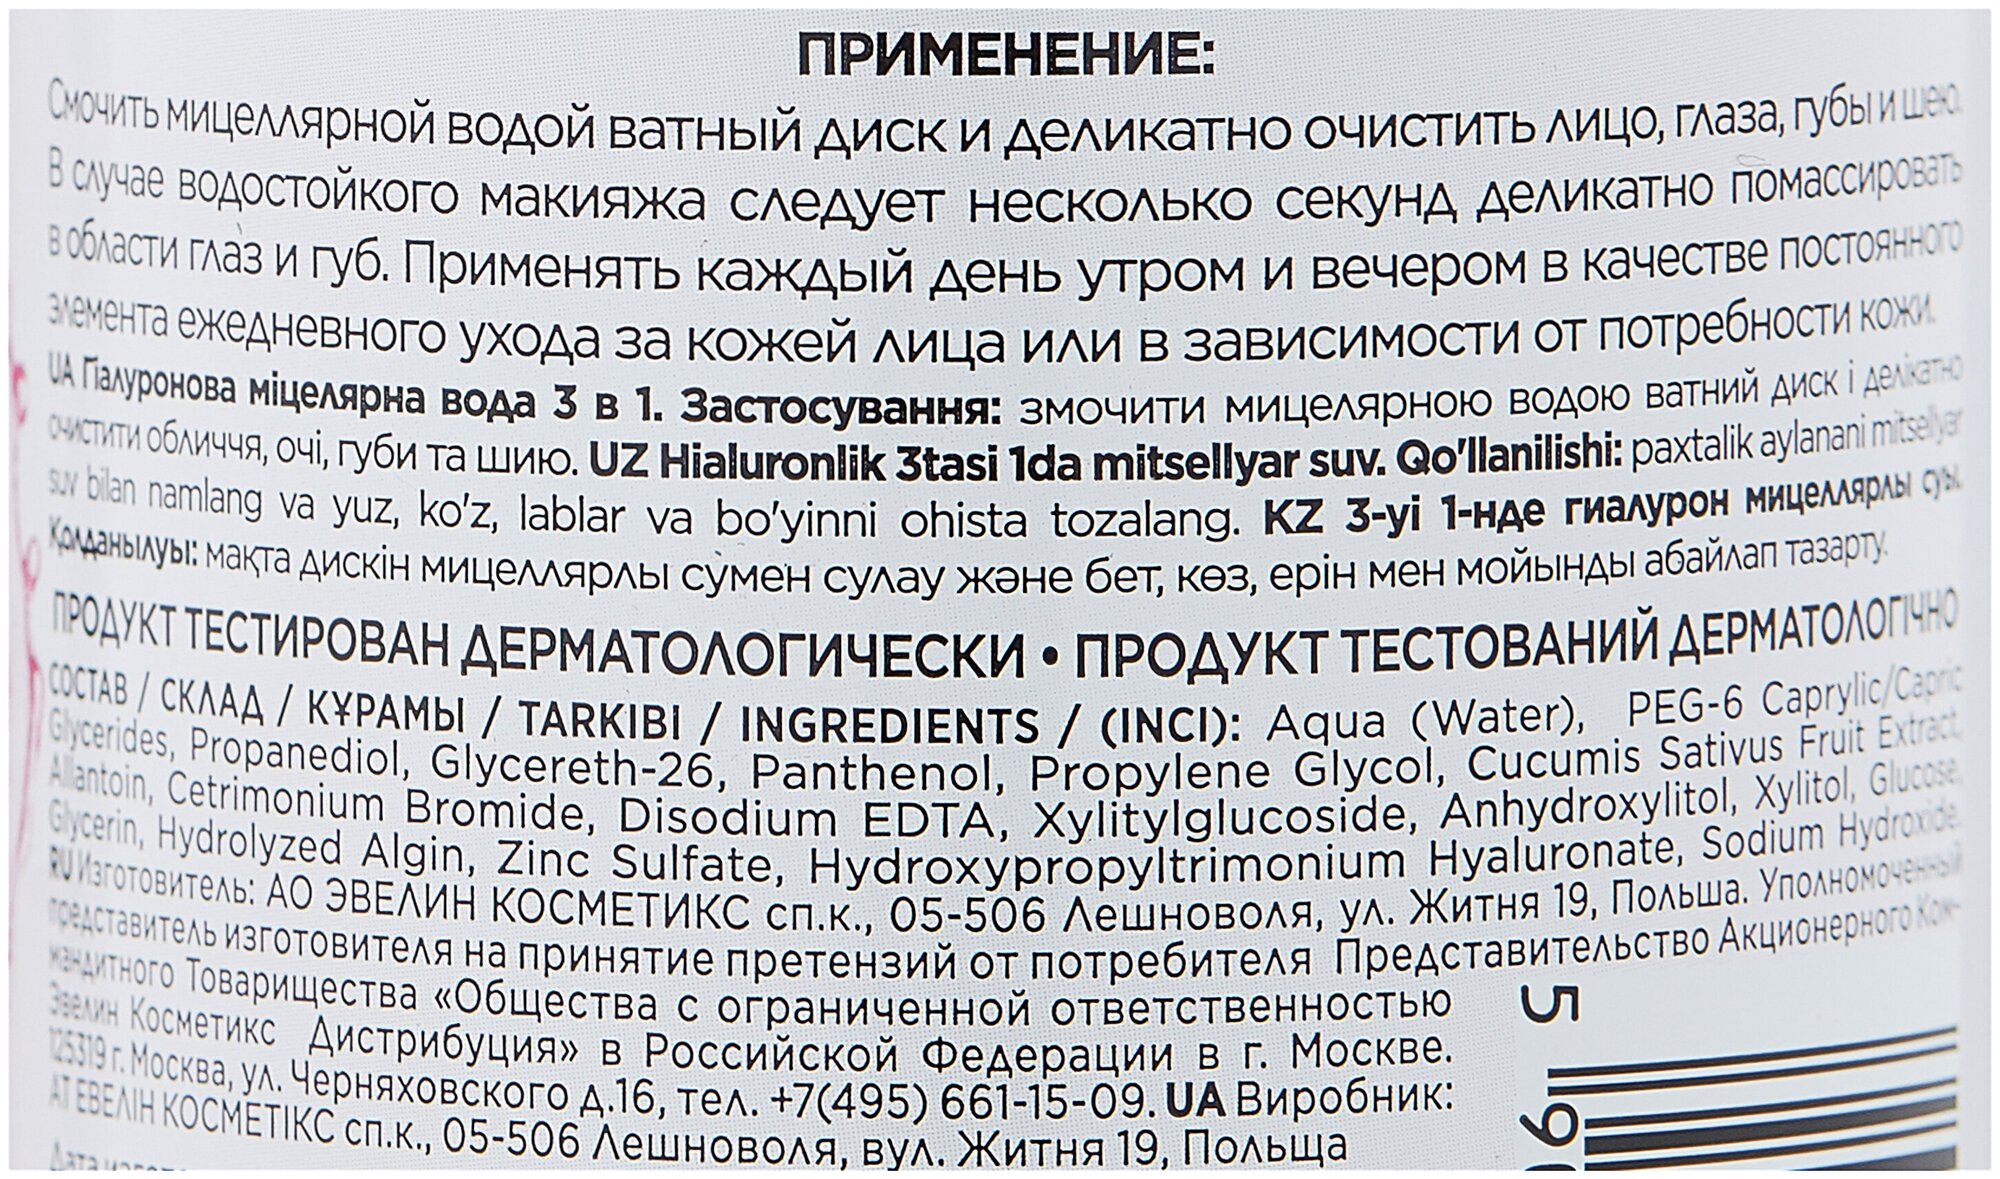 ПРИМЕНЕНИЕ:
Смочить мицеллярной водой ватный диск и деликатно очистить лицо, глаза, губы и шею.
В случае водостойкого макияжа следует несколько секунд деликатно помассировать
в области глаз и губ. Применять каждый день утром и вечером в качестве постоянного
элемента ежедневного ухода за кожей лица или в зависимости от потребности кожи.
UA Гіалуронова міцелярна вода 3 в 1. Застосування: змочити мицелярною водою ватний диск і делікатно
очистити обличчя, очі, губи та шию. UZ Hialuronlik 3tasi 1da mitsellyar suv. Qo'llanilishi: paxtalik aylanani mitsellyar
suv bilan namlang va yuz, ko'z, lablar va bo'yinni ohista tozalang. KZ 3-уі 1-нде гиалурон мицеллярлы суы.
Қолданылуы: мақта дискін мицеллярлы сумен сулау және бет, көз, ерін мен мойынды абайлап тазарту.
ПРОДУКТ ТЕСТИРОВАН ДЕРМАТОЛОГИЧЕСКИ • ПРОДУКТ ТЕСТОВАНИЙ ДЕРМАТОЛОГІЧНО
СОСТАВ / СКЛАД / ҚҰРАМЫ / TARKIBI / INGREDIENTS / (INCI): Aqua (Water), PEG-6 Caprylic/Capric
Glycerides, Propanediol, Glycereth-26, Panthenol, Propylene Glycol, Cucumis Sativus Fruit Extract,
Allantoin, Cetrimonium Bromide, Disodium EDTA, Xylitylglucoside, Anhydroxylitol, Xylitol, Glucose,
Glycerin, Hydrolyzed Algin, Zinc Sulfate, Hydroxypropyltrimonium Hyaluronate, Sodium Hydroxide.
RU Изготовитель: АО ЭВЕЛИН КОСМЕТИКС сп.к., 05-506 Лешноволя, ул. Житня 19, Польша. Уполномоченный
представитель изготовителя на принятие претензий от потребителя Представительство Акционерного Ком-
мандитного Товарищества «Общества с ограниченной ответственностью
Эвелин Косметикс Дистрибуция» в Российской Федерации в г. Москве.
125319 г. Москва, ул. Черняховского д.16, тел. +7(495) 661-15-09. UA Виробник:
АТ ЕВЕЛІН КОСМЕТІКС сп.к., 05-506 Лешноволя, вул. Житня 19, Польща
5
9
Дата